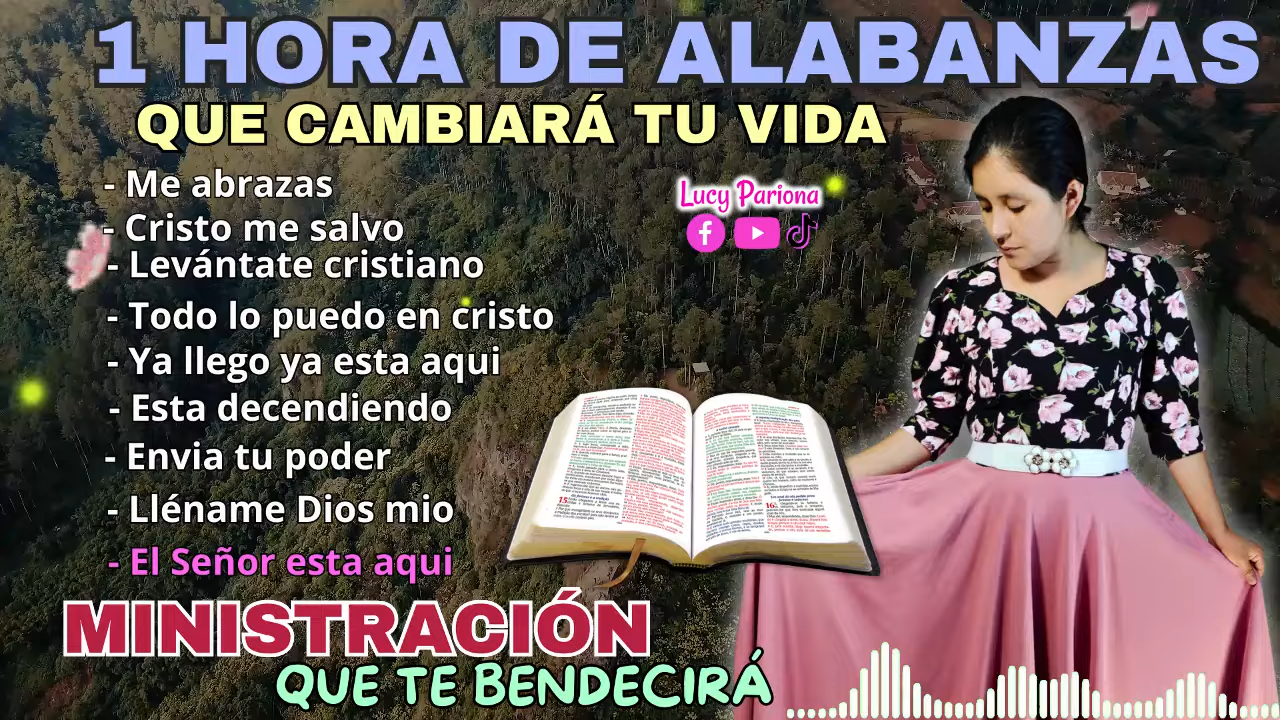 1 HORA DE ALABANZAS
QUE CAMBIARÁ TU VIDA
- Me abrazas
- Cristo me salvo
- Levántate cristiano
- Todo lo puedo en cristo
- Ya llego ya esta aqui
- Esta decendiendo
- Envia tu poder
Lléname Dios mio
- El Señor esta aqui
Lucy Pariona
MINISTRACIÓN
QUE TE BENDECIRÁ